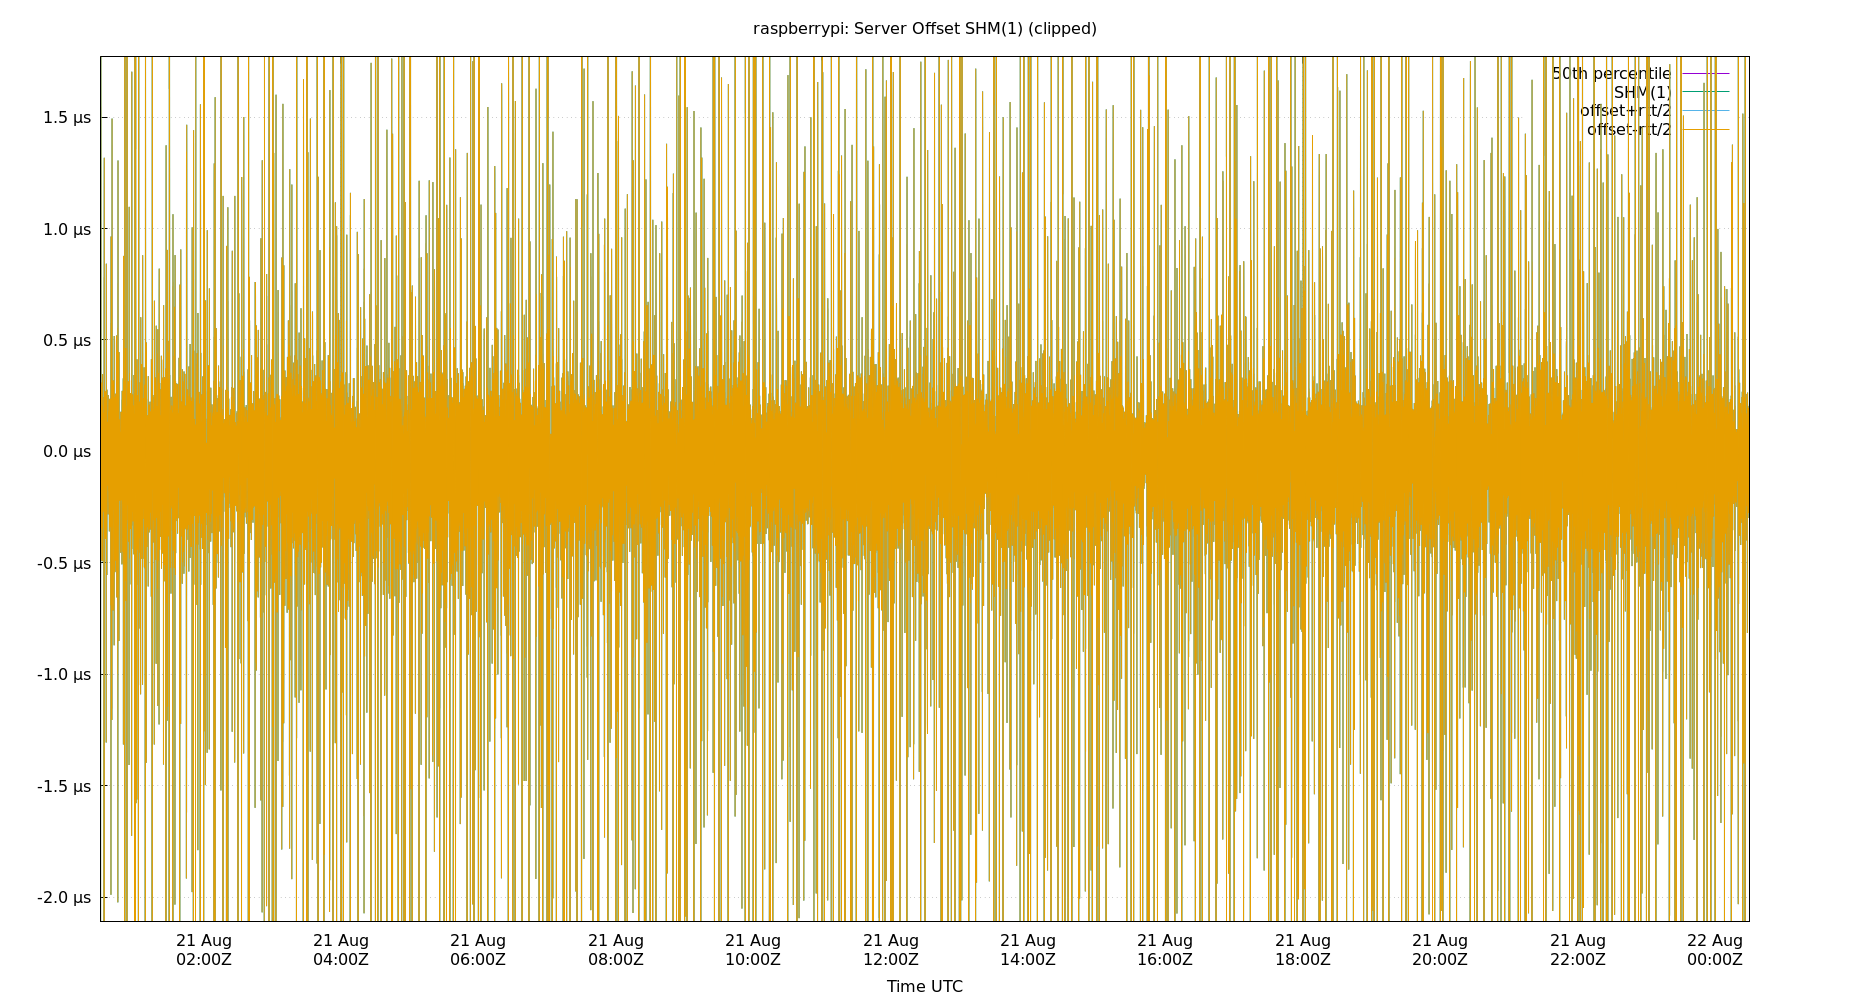 raspberrypi: Server Offset SHM(1) (clipped)
50th percentile
SHM(1)
offset+rtt/2
offset-rtt/2
1.5 µs
1.0 µs
0.5 µs
0.0 µs
-0.5 µs
-1.0 µs
-1.5 µs
-2.0 µs
21 Aug 21 Aug 21 Aug 21 Aug 21 Aug 21 Aug 21 Aug 21 Aug 21 Aug 21 Aug 21 Aug 22 Aug
02:00Z 04:00Z 06:00Z 08:00Z 10:00Z 12:00Z 14:00Z 16:00Z 18:00Z 20:00Z 22:00Z 00:00Z
Time UTC